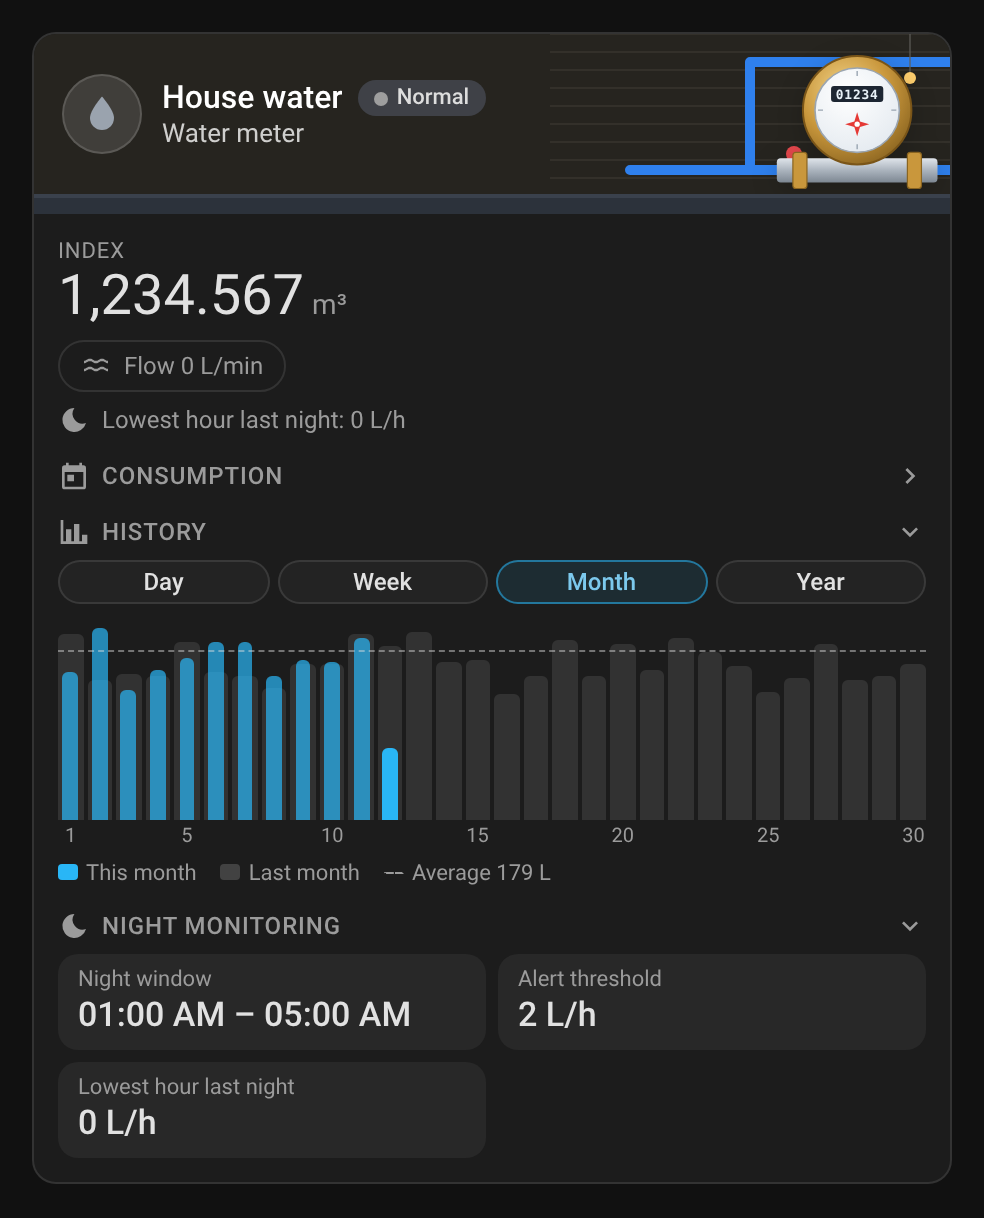 House water
Normal
Water meter
01234
INDEX
1,234.567 m³
Flow 0 L/min
Lowest hour last night: 0 L/h
CONSUMPTION
HISTORY
Day Week Month Year
1 5 10 15 20 25 30
This month Last month Average 179 L
NIGHT MONITORING
Night window
01:00 AM – 05:00 AM
Alert threshold
2 L/h
Lowest hour last night
0 L/h